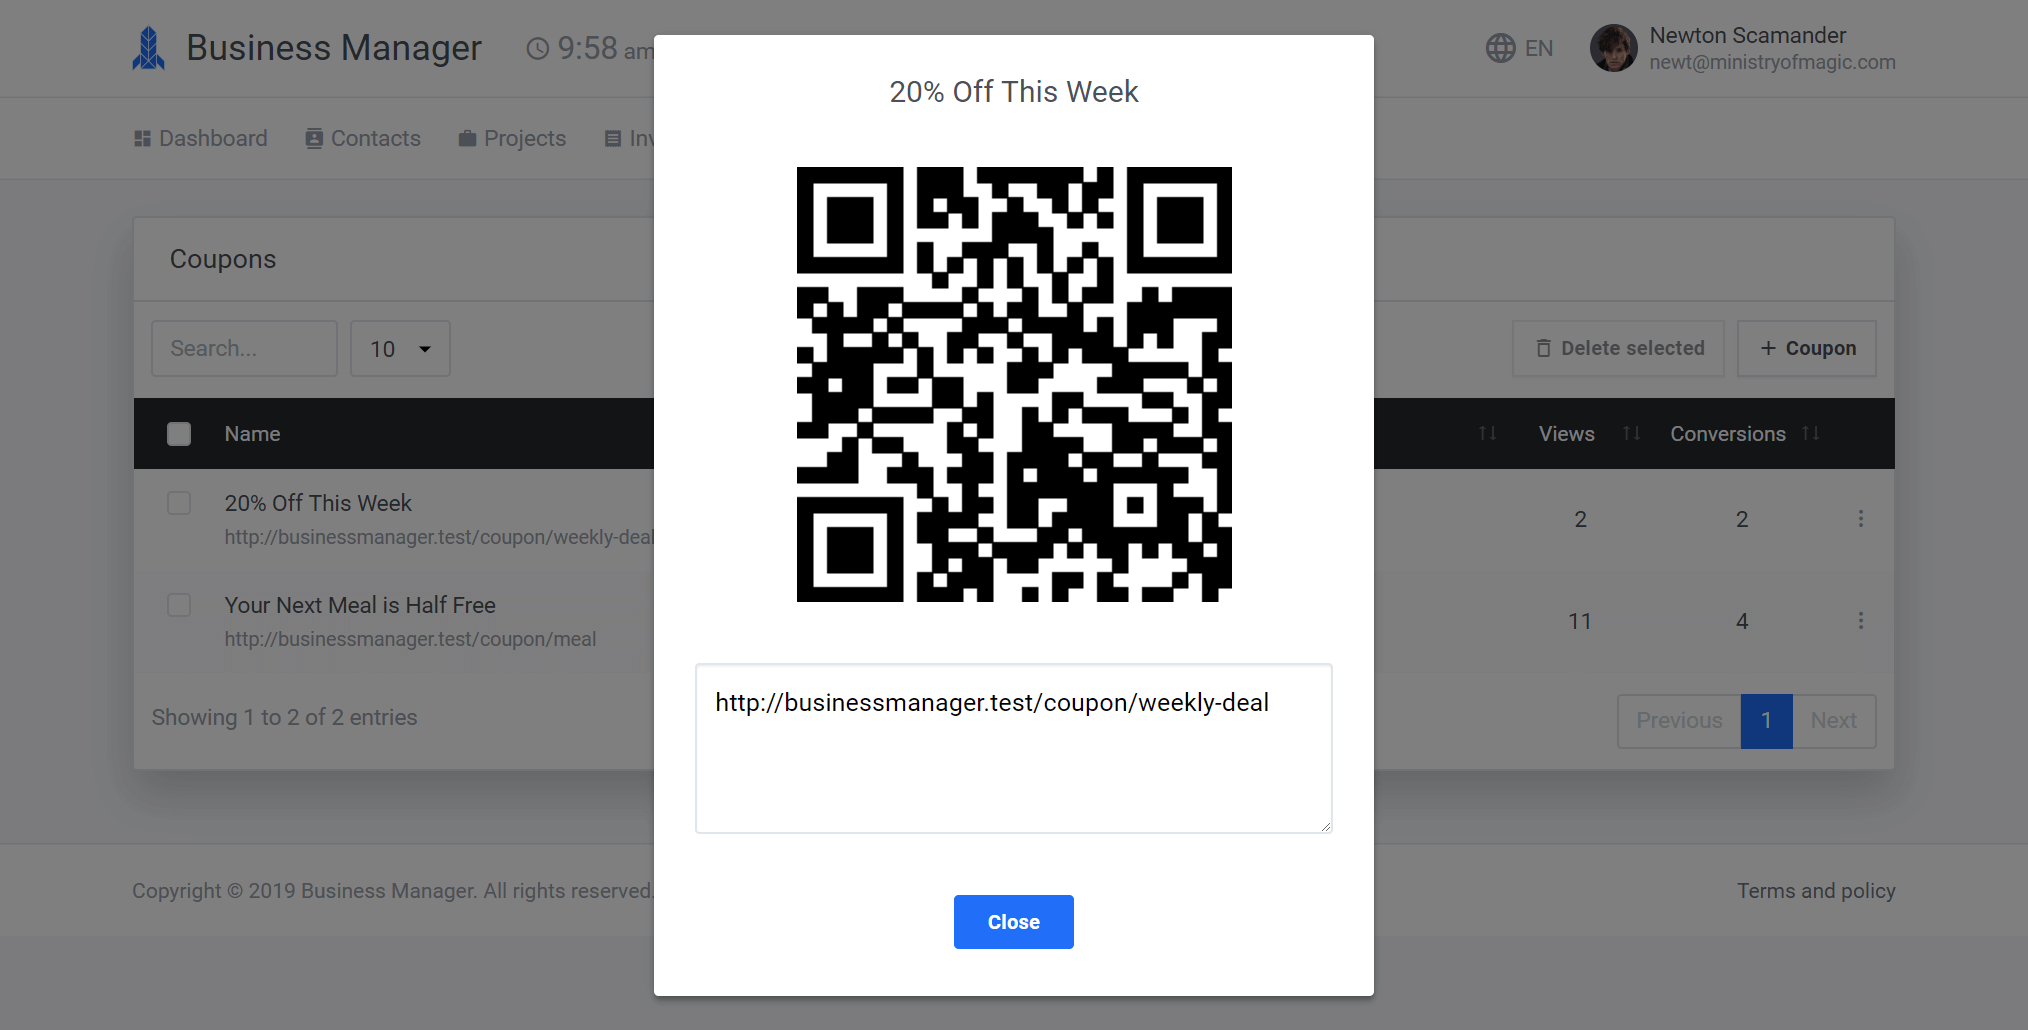 Business Manager
9:58 am
EN
Newton Scamander
newt@ministryofmagic.com
Dashboard
Contacts
Projects
Coupons
Search...
10
Delete selected
+ Coupon
Name
Views
Conversions
20% Off This Week
http://businessmanager.test/coupon/weekly-deal
2
2
Your Next Meal is Half Free
http://businessmanager.test/coupon/meal
11
4
Showing 1 to 2 of 2 entries
Previous
1
Next
Copyright © 2019 Business Manager. All rights reserved.
Terms and policy
20% Off This Week
http://businessmanager.test/coupon/weekly-deal
Close